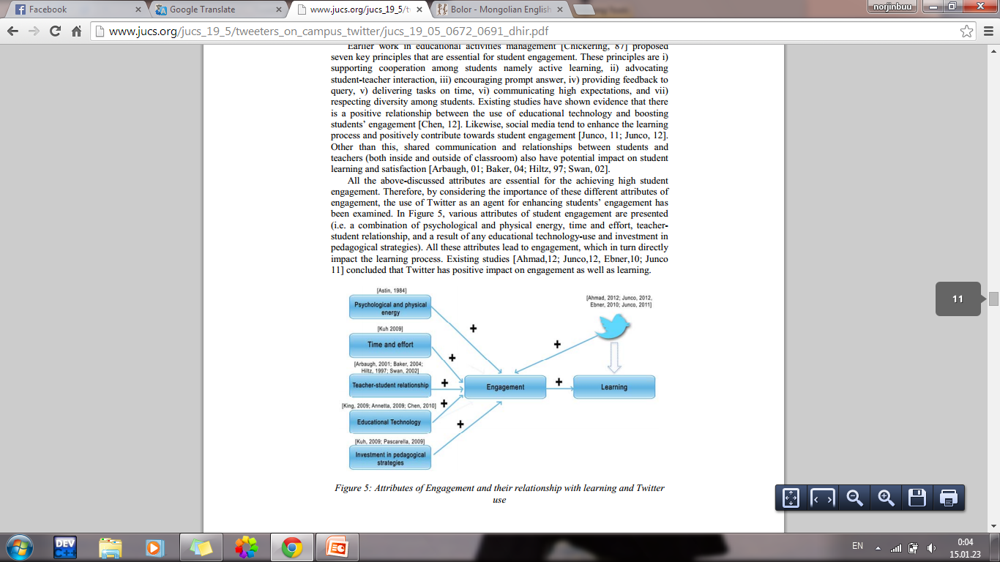 Facebook
Google Translate
www.jucs.org/jucs_19_5/t
Bolor - Mongolian English
norjinbuu
www.jucs.org/jucs_19_5/tweeters_on_campus_twitter/jucs_19_05_0672_0691_dhir.pdf
Earlier work in educational activities management [Chickering, 87] proposed
seven key principles that are essential for student engagement. These principles are i)
supporting cooperation among students namely active learning, ii) advocating
student-teacher interaction, iii) encouraging prompt answer, iv) providing feedback to
query, v) delivering tasks on time, vi) communicating high expectations, and vii)
respecting diversity among students. Existing studies have shown evidence that there
is a positive relationship between the use of educational technology and boosting
students' engagement [Chen, 12]. Likewise, social media tend to enhance the learning
process and positively contribute towards student engagement [Junco, 11; Junco, 12].
Other than this, shared communication and relationships between students and
teachers (both inside and outside of classroom) also have potential impact on student
learning and satisfaction [Arbaugh, 01; Baker, 04; Hiltz, 97; Swan, 02].
All the above-discussed attributes are essential for the achieving high student
engagement. Therefore, by considering the importance of these different attributes of
engagement, the use of Twitter as an agent for enhancing students' engagement has
been examined. In Figure 5, various attributes of student engagement are presented
(i.e. a combination of psychological and physical energy, time and effort, teacher-
student relationship, and a result of any educational technology-use and investment in
pedagogical strategies). All these attributes lead to engagement, which in turn directly
impact the learning process. Existing studies [Ahmad,12; Junco,12, Ebner,10; Junco
11] concluded that Twitter has positive impact on engagement as well as learning.
[Astin, 1984]
Psychological and physical
energy
[Kuh 2009]
Time and effort
[Arbaugh, 2001; Baker, 2004;
Hiltz, 1997; Swan, 2002]
Teacher-student relationship
[King, 2009; Annetta, 2009; Chen, 2010]
Educational Technology
[Kuh, 2009; Pascarella, 2009]
Investment in pedagogical
strategies
+
+
+
+
+
Engagement
+
+
[Ahmad, 2012; Junco, 2012,
Ebner, 2010; Junco, 2011]
Learning
Figure 5: Attributes of Engagement and their relationship with learning and Twitter
use
11
DEV
C++
EN
0:04
15.01.23